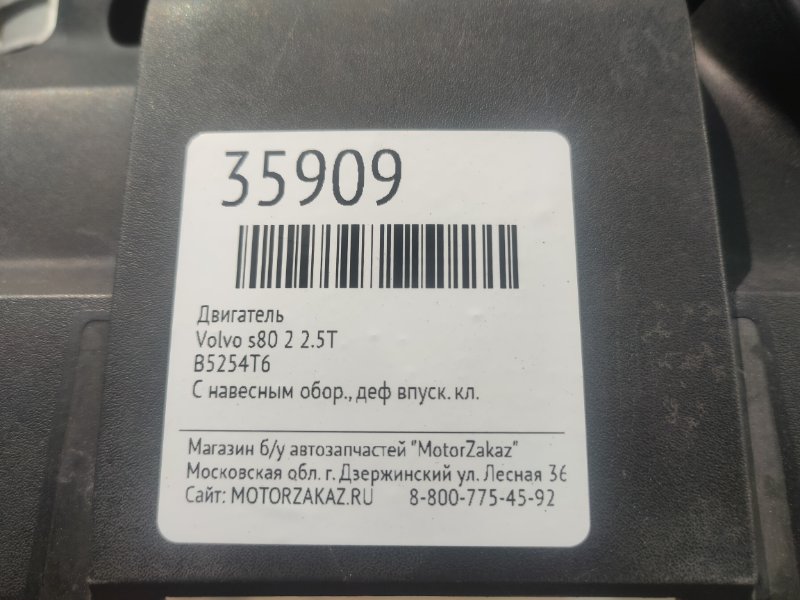 35909
Двигатель
Volvo s80 2 2.5T
B5254T6
С навесным обор., деф впуск. кл.
Магазин б/у автозапчастей "MotorZakaz"
Московская обл. г. Дзержинский ул. Лесная 36
Сайт: MOTORZAKAZ.RU 8-800-775-45-92